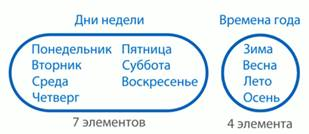 Дни недели
Времена года
Понедельник Пятница
Вторник Суббота
Среда Воскресенье
Четверг
Зима
Весна
Лето
Осень
7 элементов
4 элемента